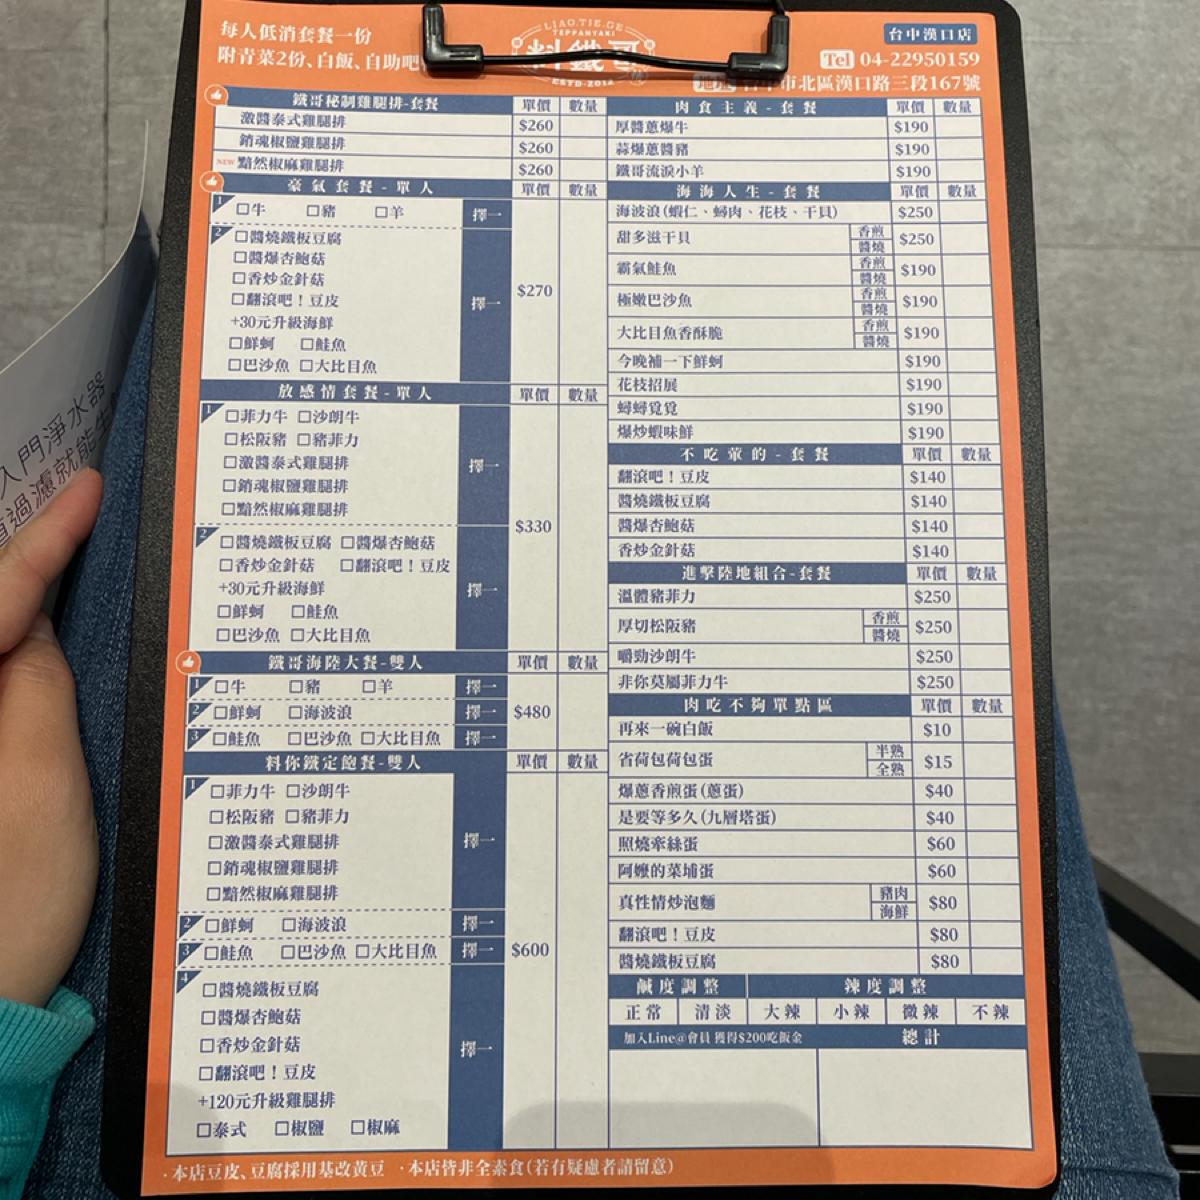 每人低消套餐一份
附青菜2份、白飯、自助吧
LIAO.TIE.GE
TEPPANYAKI
料鐵哥
ESTD-2012
台中漢口店
Tel 04-22950159
地址 台中市北區漢口路三段167號
鐵哥秘制雞腿排-套餐 單價 數量
激醬泰式雞腿排 $260
銷魂椒鹽雞腿排 $260
NEW 黯然椒麻雞腿排 $260
豪氣套餐-單人 單價 數量
1 □牛 □豬 □羊 擇一
2 □醬燒鐵板豆腐
□醬爆杏鮑菇
□香炒金針菇
□翻滾吧！豆皮 擇一 $270
+30元升級海鮮
□鮮蚵 □鮭魚
□巴沙魚 □大比目魚
放感情套餐-單人 單價 數量
1 □菲力牛 □沙朗牛
□松阪豬 □豬菲力
□激醬泰式雞腿排 擇一
□銷魂椒鹽雞腿排
□黯然椒麻雞腿排
$330
2 □醬燒鐵板豆腐 □醬爆杏鮑菇
□香炒金針菇 □翻滾吧！豆皮
+30元升級海鮮 擇一
□鮮蚵 □鮭魚
□巴沙魚 □大比目魚
鐵哥海陸大餐-雙人 單價 數量
1 □牛 □豬 □羊 擇一
2 □鮮蚵 □海波浪 擇一 $480
3 □鮭魚 □巴沙魚 □大比目魚 擇一
料你鐵定飽餐-雙人 單價 數量
1 □菲力牛 □沙朗牛
□松阪豬 □豬菲力
□激醬泰式雞腿排 擇一
□銷魂椒鹽雞腿排
□黯然椒麻雞腿排
2 □鮮蚵 □海波浪 擇一
3 □鮭魚 □巴沙魚 □大比目魚 擇一 $600
4 □醬燒鐵板豆腐
□醬爆杏鮑菇
□香炒金針菇 擇一
□翻滾吧！豆皮
+120元升級雞腿排
□泰式 □椒鹽 □椒麻
肉食主義-套餐 單價 數量
厚醬蔥爆牛 $190
蒜爆蔥醬豬 $190
鐵哥流淚小羊 $190
海海人生-套餐 單價 數量
海波浪(蝦仁、蟳肉、花枝、干貝) $250
甜多滋干貝 香煎 醬燒 $250
霸氣鮭魚 香煎 醬燒 $190
極嫩巴沙魚 香煎 醬燒 $190
大比目魚香酥脆 香煎 醬燒 $190
今晚補一下鮮蚵 $190
花枝招展 $190
蟳蟳覓覓 $190
爆炒蝦味鮮 $190
不吃葷的-套餐 單價 數量
翻滾吧！豆皮 $140
醬燒鐵板豆腐 $140
醬爆杏鮑菇 $140
香炒金針菇 $140
進擊陸地組合-套餐 單價 數量
溫體豬菲力 $250
厚切松阪豬 香煎 醬燒 $250
嚼勁沙朗牛 $250
非你莫屬菲力牛 $250
肉吃不夠單點區 單價 數量
再來一碗白飯 $10
省荷包荷包蛋 半熟 全熟 $15
爆蔥香煎蛋(蔥蛋) $40
是要等多久(九層塔蛋) $40
照燒牽絲蛋 $60
阿嬤的菜埔蛋 $60
真性情炒泡麵 豬肉 海鮮 $80
翻滾吧！豆皮 $80
醬燒鐵板豆腐 $80
鹹度調整 辣度調整
正常 清淡 大辣 小辣 微辣 不辣
加入Line@會員 獲得$200吃飯金 總計
·本店豆皮、豆腐採用基改黃豆 ·本店皆非全素食(若有疑慮者請留意)
入門淨水器
過濾就能